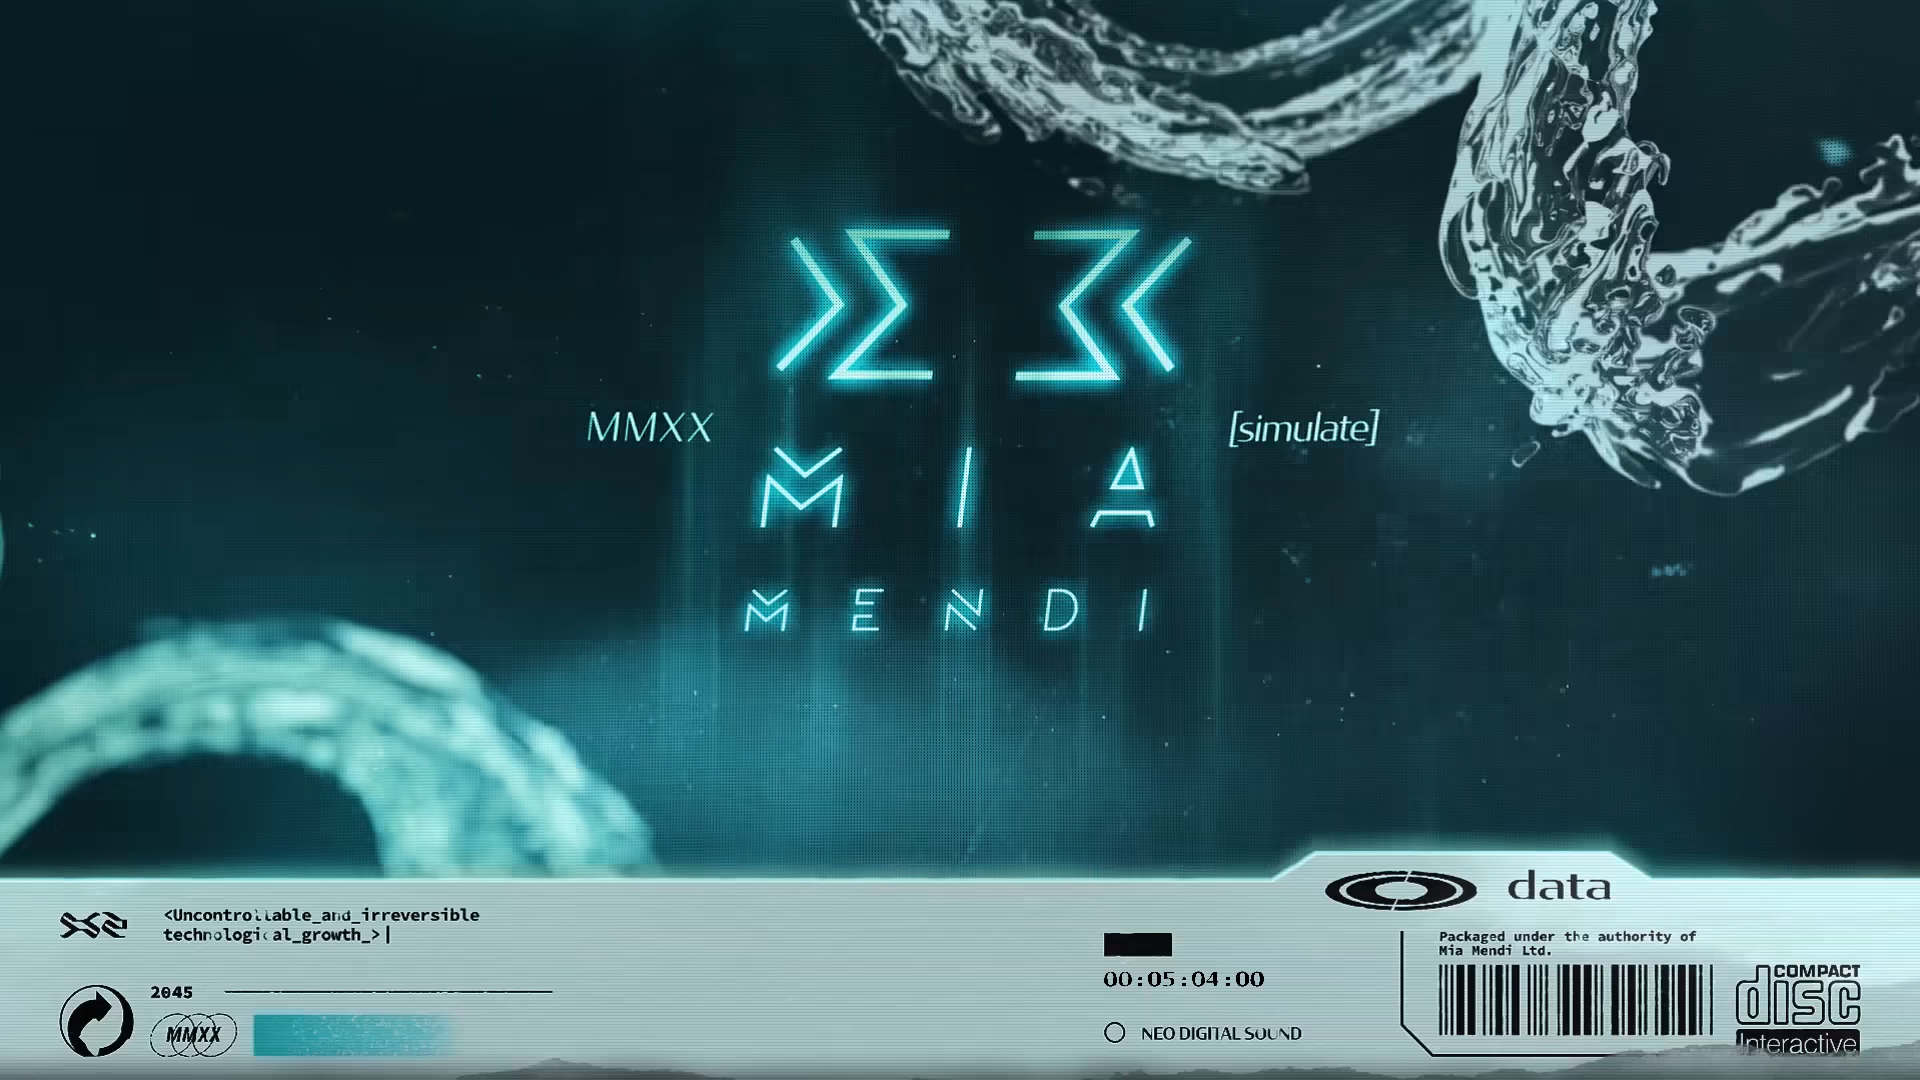 MMXX
[simulate]
MIA
MENDI
data
<Uncontrollable_and_irreversible
technological_growth_>|
Packaged under the authority of
Mia Mendi Ltd.
00:05:04:00
COMPACT
disc
Interactive
2045
MMXX
NEO DIGITAL SOUND